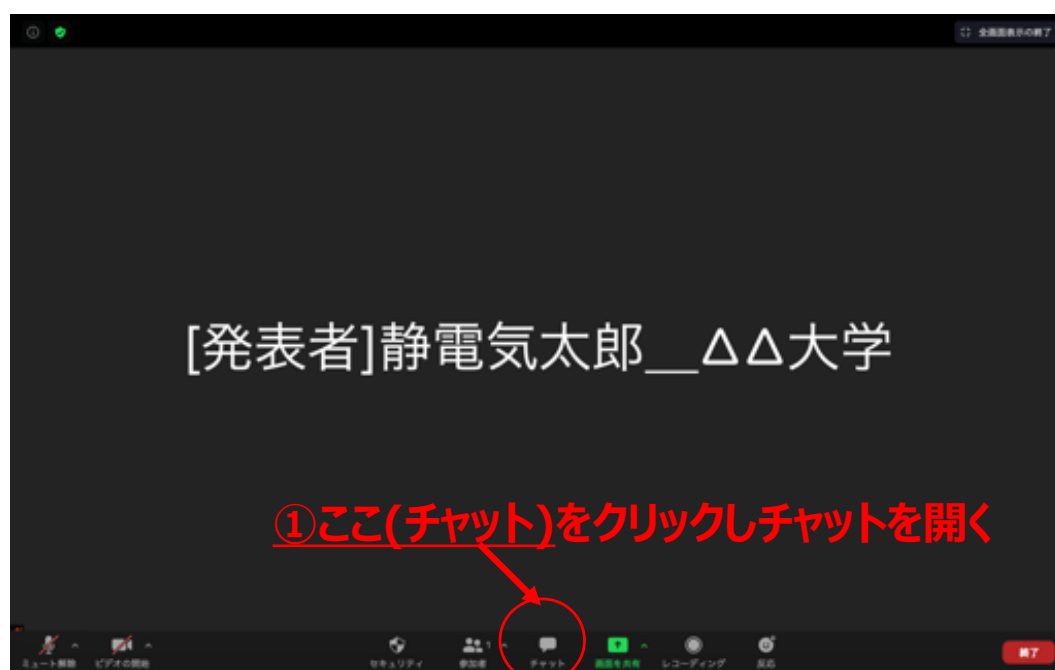 全画面表示の終了
[発表者]静電気太郎__△△大学
①ここ(チャット)をクリックしチャットを開く
ミュート解除 ビデオの開始 セキュリティ 参加者 1 チャット 画面を共有 レコーディング 反応 終了